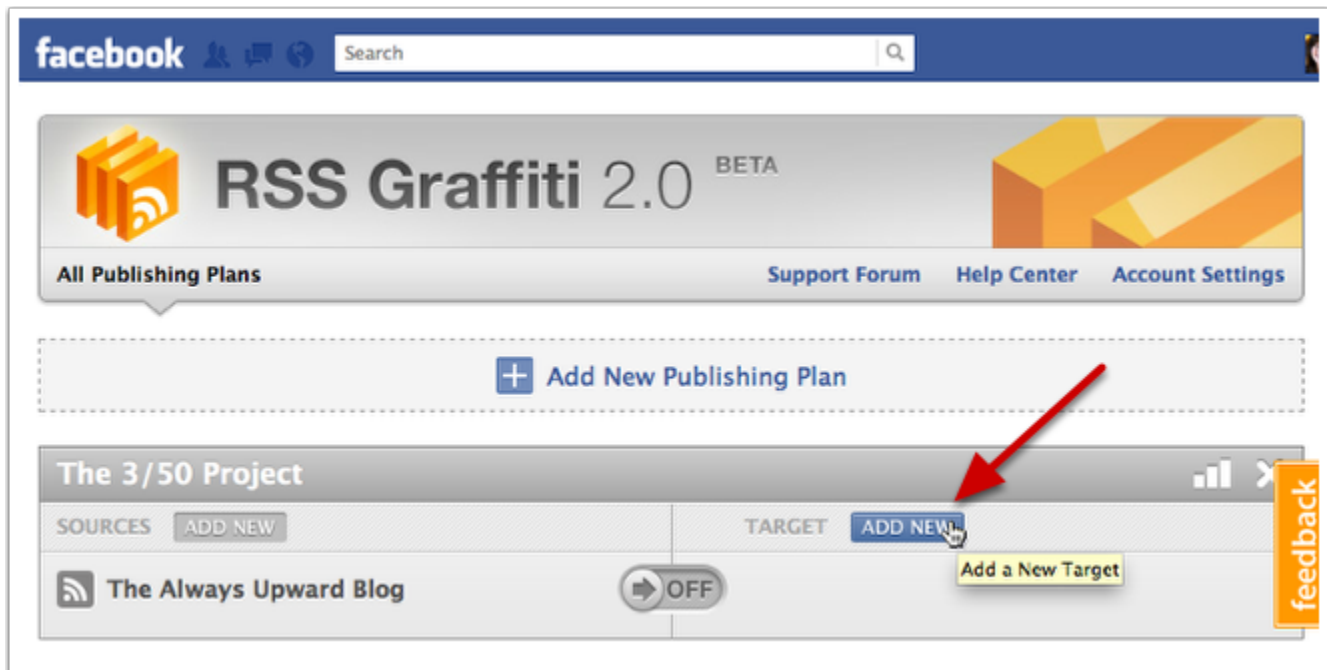 facebook Search
RSS Graffiti 2.0 BETA
All Publishing Plans Support Forum Help Center Account Settings
Add New Publishing Plan
The 3/50 Project
SOURCES ADD NEW TARGET ADD NEW
Add a New Target
The Always Upward Blog OFF
feedback